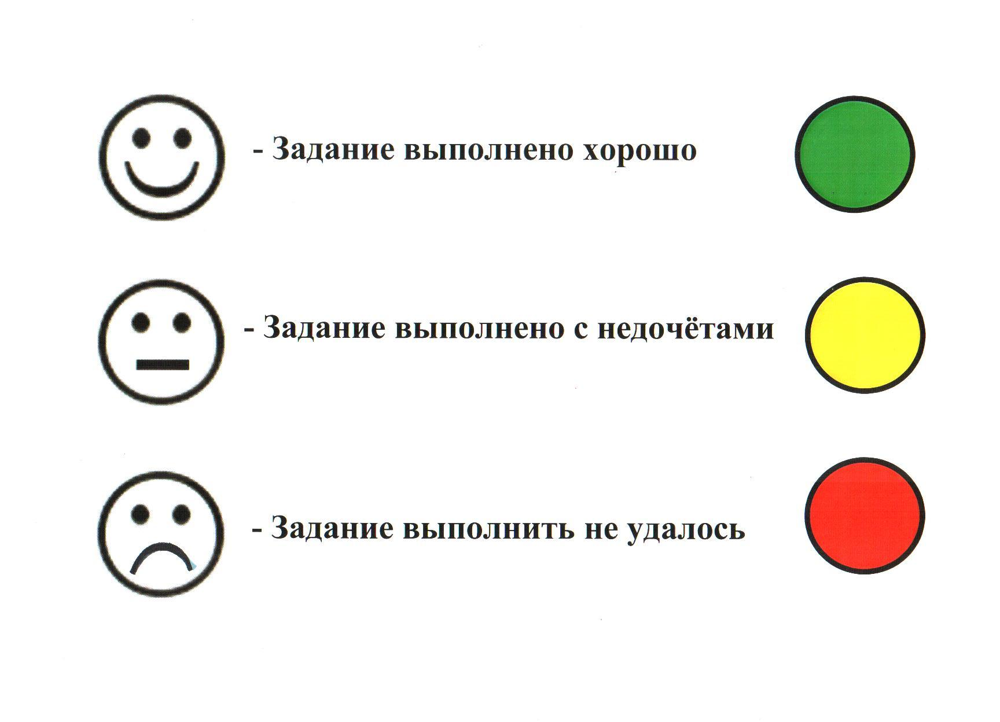 - Задание выполнено хорошо
- Задание выполнено с недочётами
- Задание выполнить не удалось